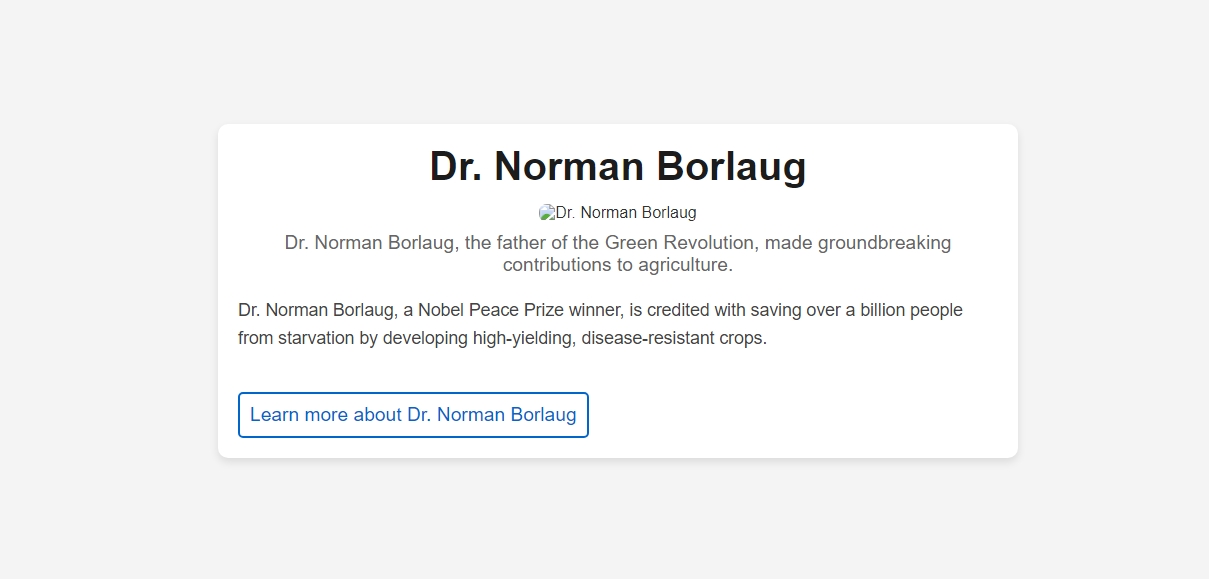 Dr. Norman Borlaug
Dr. Norman Borlaug
Dr. Norman Borlaug, the father of the Green Revolution, made groundbreaking
contributions to agriculture.
Dr. Norman Borlaug, a Nobel Peace Prize winner, is credited with saving over a billion people
from starvation by developing high-yielding, disease-resistant crops.
Learn more about Dr. Norman Borlaug